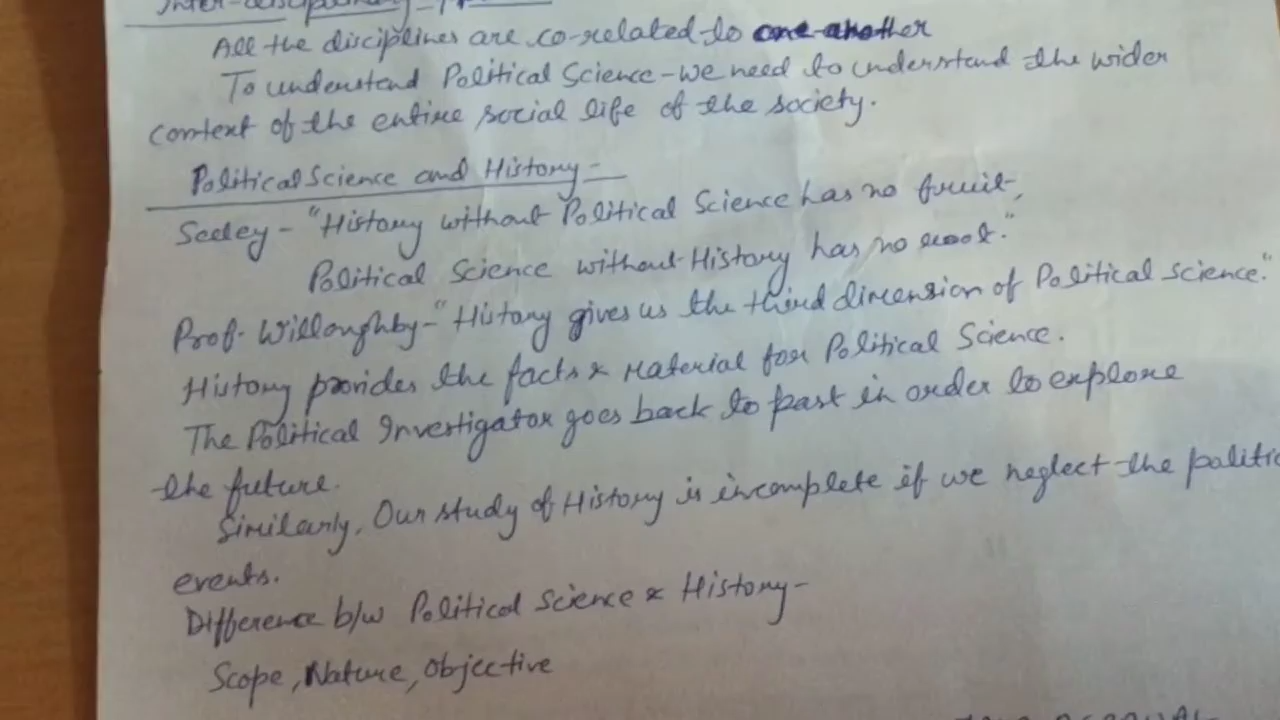 Inter-disciplinary
All the disciplines are co-related to one another
To understand Political Science - we need to understand the wider
context of the entire social life of the society.
Political Science and History -
Seeley - "History without Political Science has no fruit,
Political Science without History has no root."
Prof. Willoughby - "History gives us the third dimension of Political Science."
History provides the facts & material for Political Science.
The Political Investigator goes back to past in order to explore
the future.
Similarly, Our study of History is incomplete if we neglect the politic
events.
Difference b/w Political Science & History -
Scope, Nature, Objective